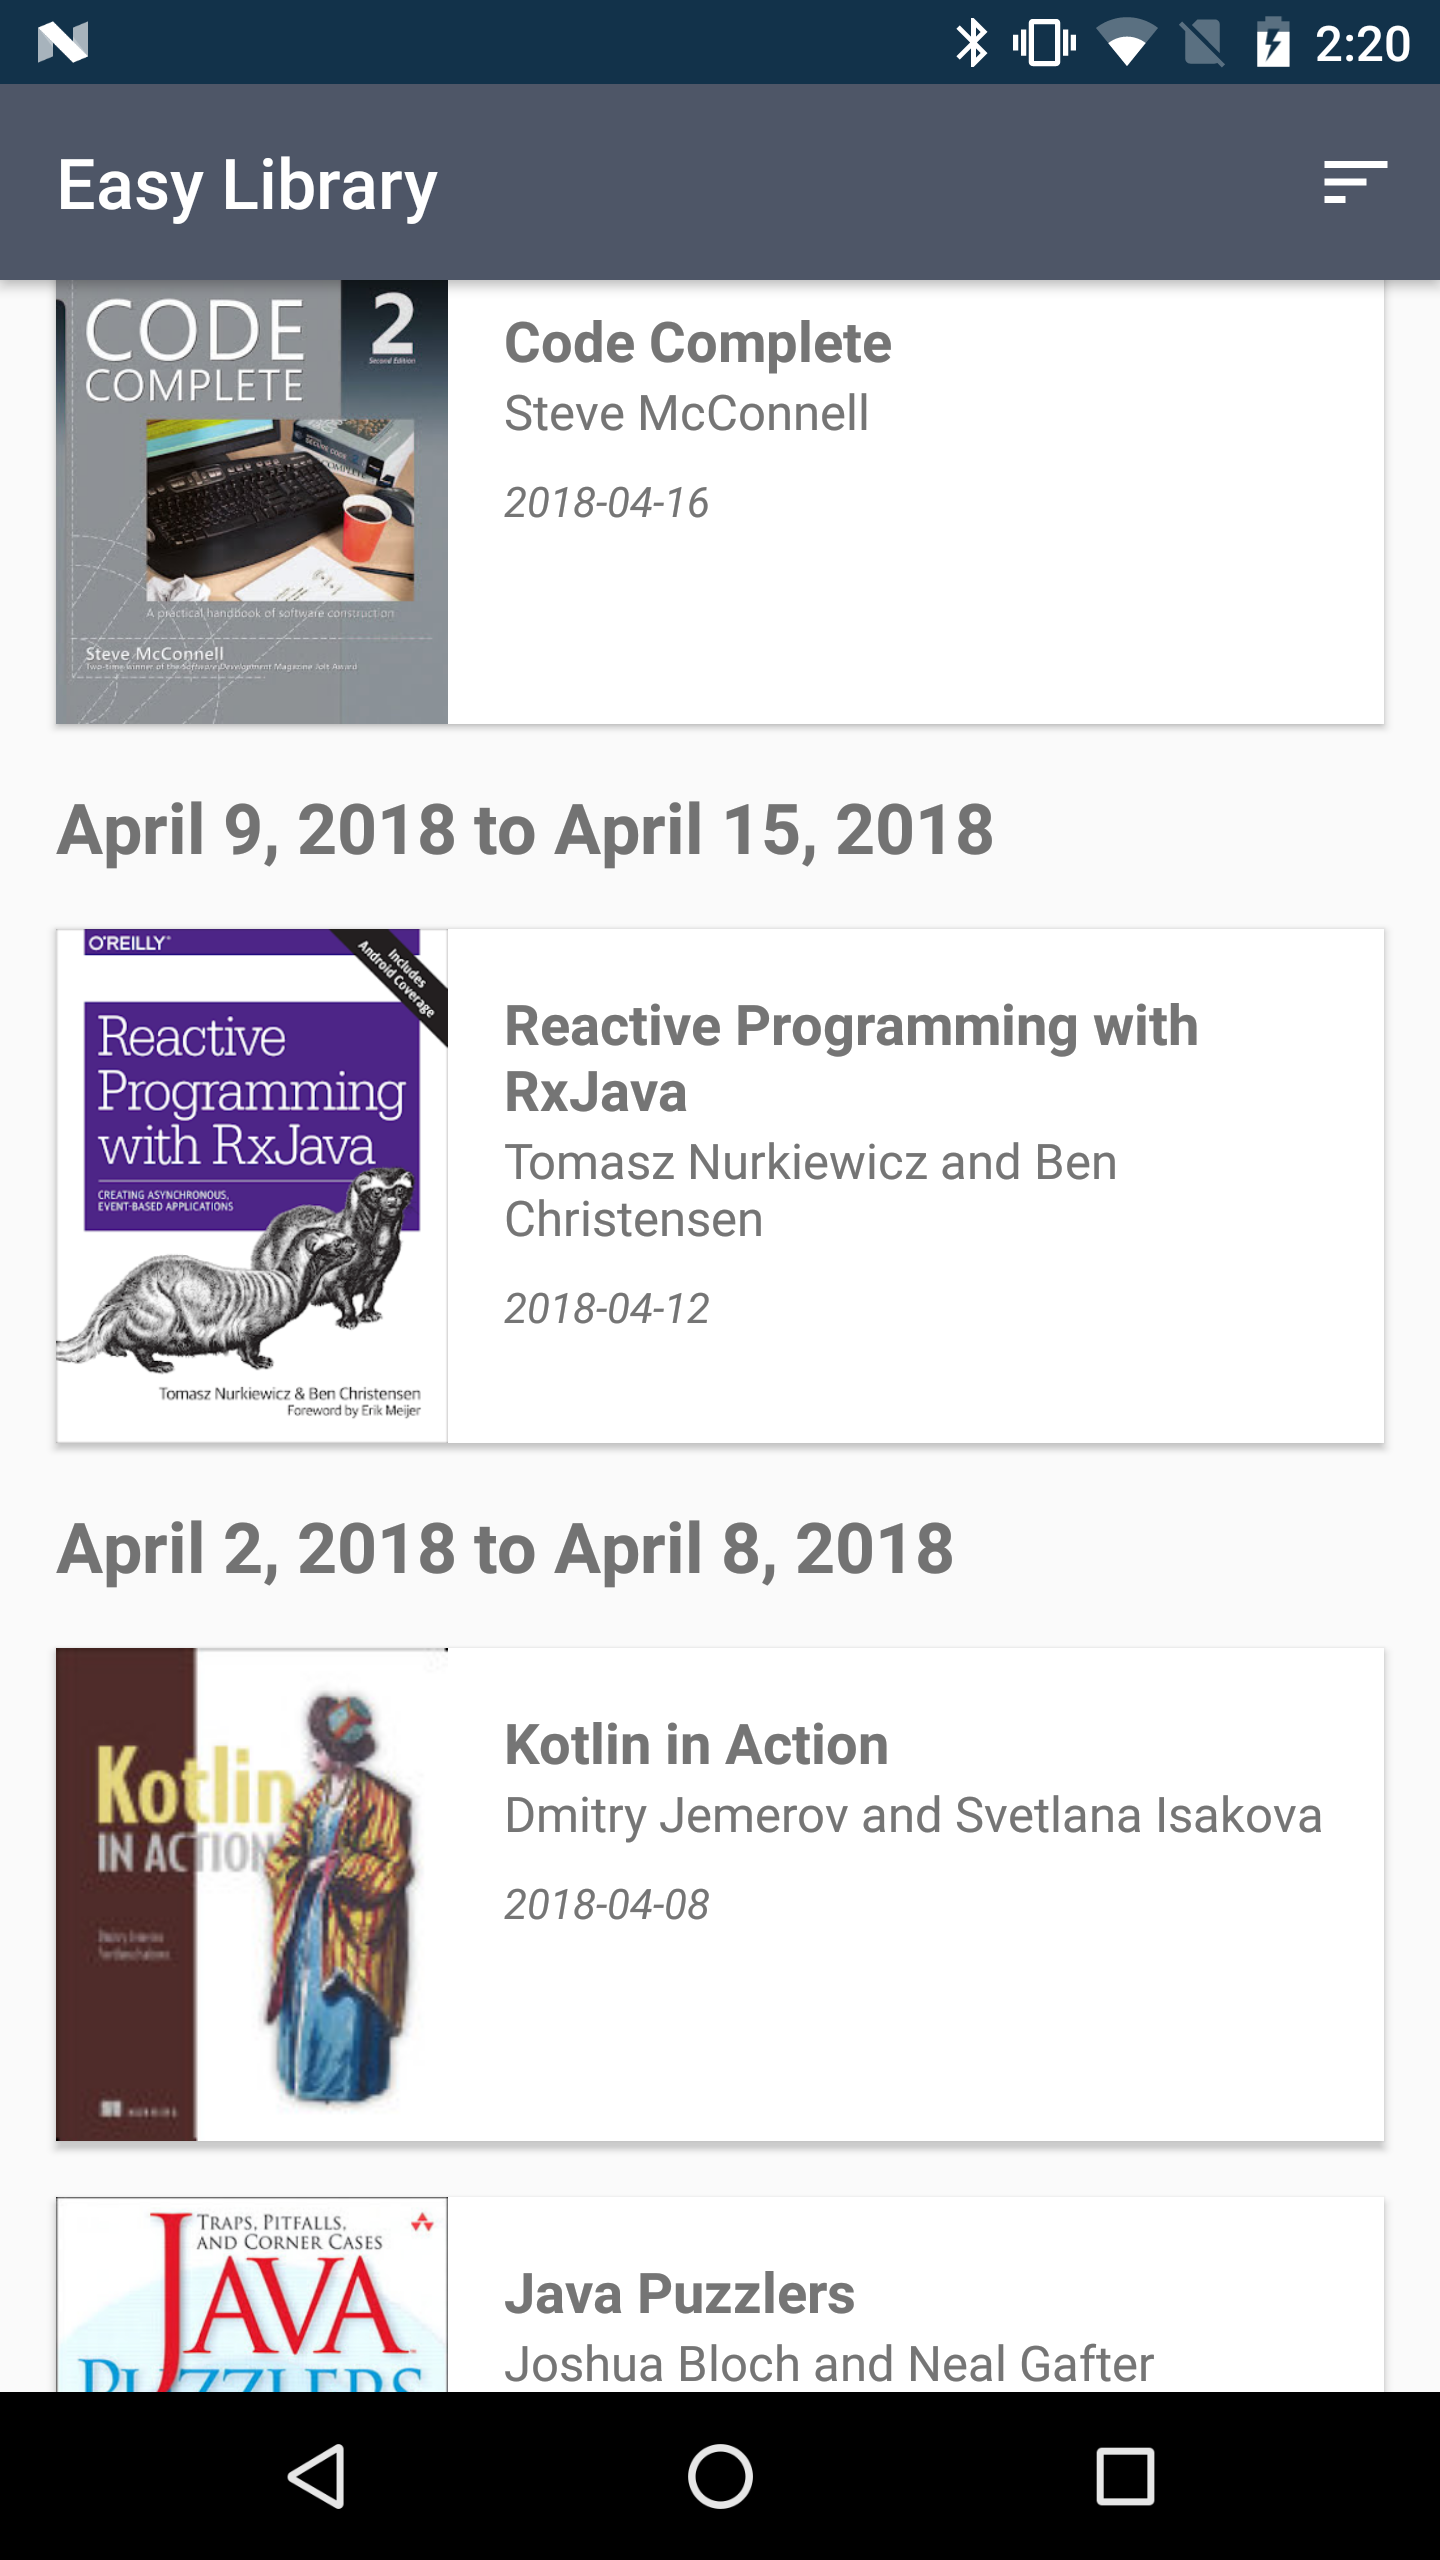 2:20
Easy Library
CODE
COMPLETE
2
Second Edition
A practical handbook of software construction
Steve McConnell
Two-time winner of the Software Development Magazine Jolt Award
Code Complete
Steve McConnell
2018-04-16
April 9, 2018 to April 15, 2018
O'REILLY
Includes
Android Coverage
Reactive
Programming
with RxJava
CREATING ASYNCHRONOUS,
EVENT-BASED APPLICATIONS
Tomasz Nurkiewicz & Ben Christensen
Foreword by Erik Meijer
Reactive Programming with
RxJava
Tomasz Nurkiewicz and Ben
Christensen
2018-04-12
April 2, 2018 to April 8, 2018
Kotlin
IN ACTION
Kotlin in Action
Dmitry Jemerov and Svetlana Isakova
2018-04-08
TRAPS, PITFALLS,
AND CORNER CASES
JAVA
PUZZLERS
Java Puzzlers
Joshua Bloch and Neal Gafter